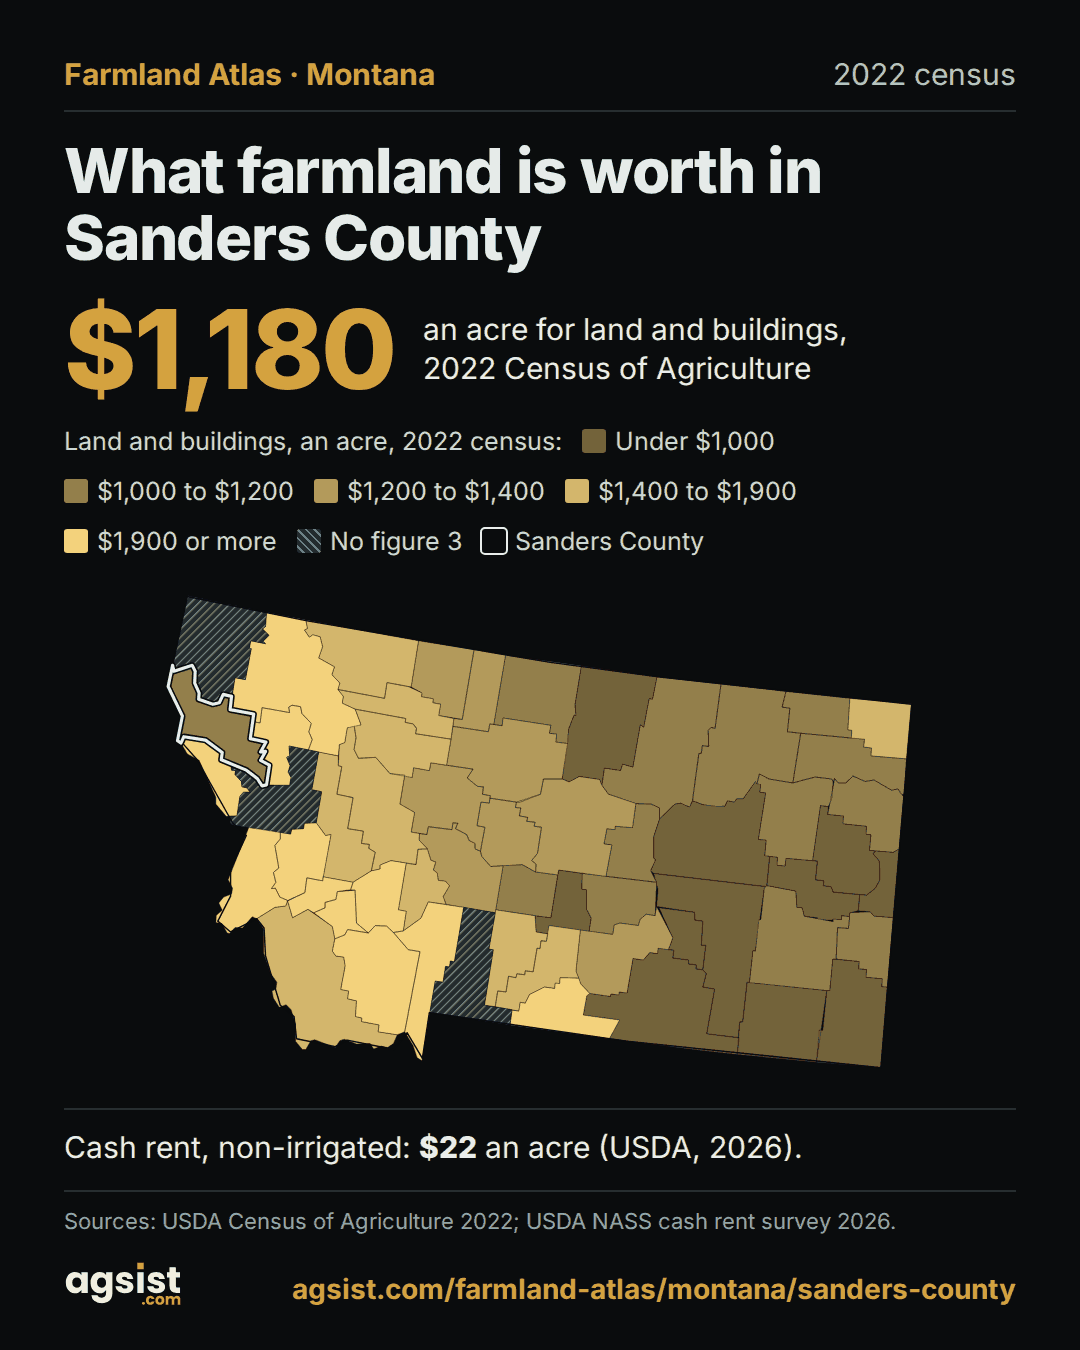 Farmland Atlas · Montana
2022 census
What farmland is worth in
Sanders County
$1,180
an acre for land and buildings,
2022 Census of Agriculture
Land and buildings, an acre, 2022 census: Under $1,000
$1,000 to $1,200 $1,200 to $1,400 $1,400 to $1,900
$1,900 or more No figure 3 Sanders County
Cash rent, non-irrigated: $22 an acre (USDA, 2026).
Sources: USDA Census of Agriculture 2022; USDA NASS cash rent survey 2026.
agsist
.com
agsist.com/farmland-atlas/montana/sanders-county